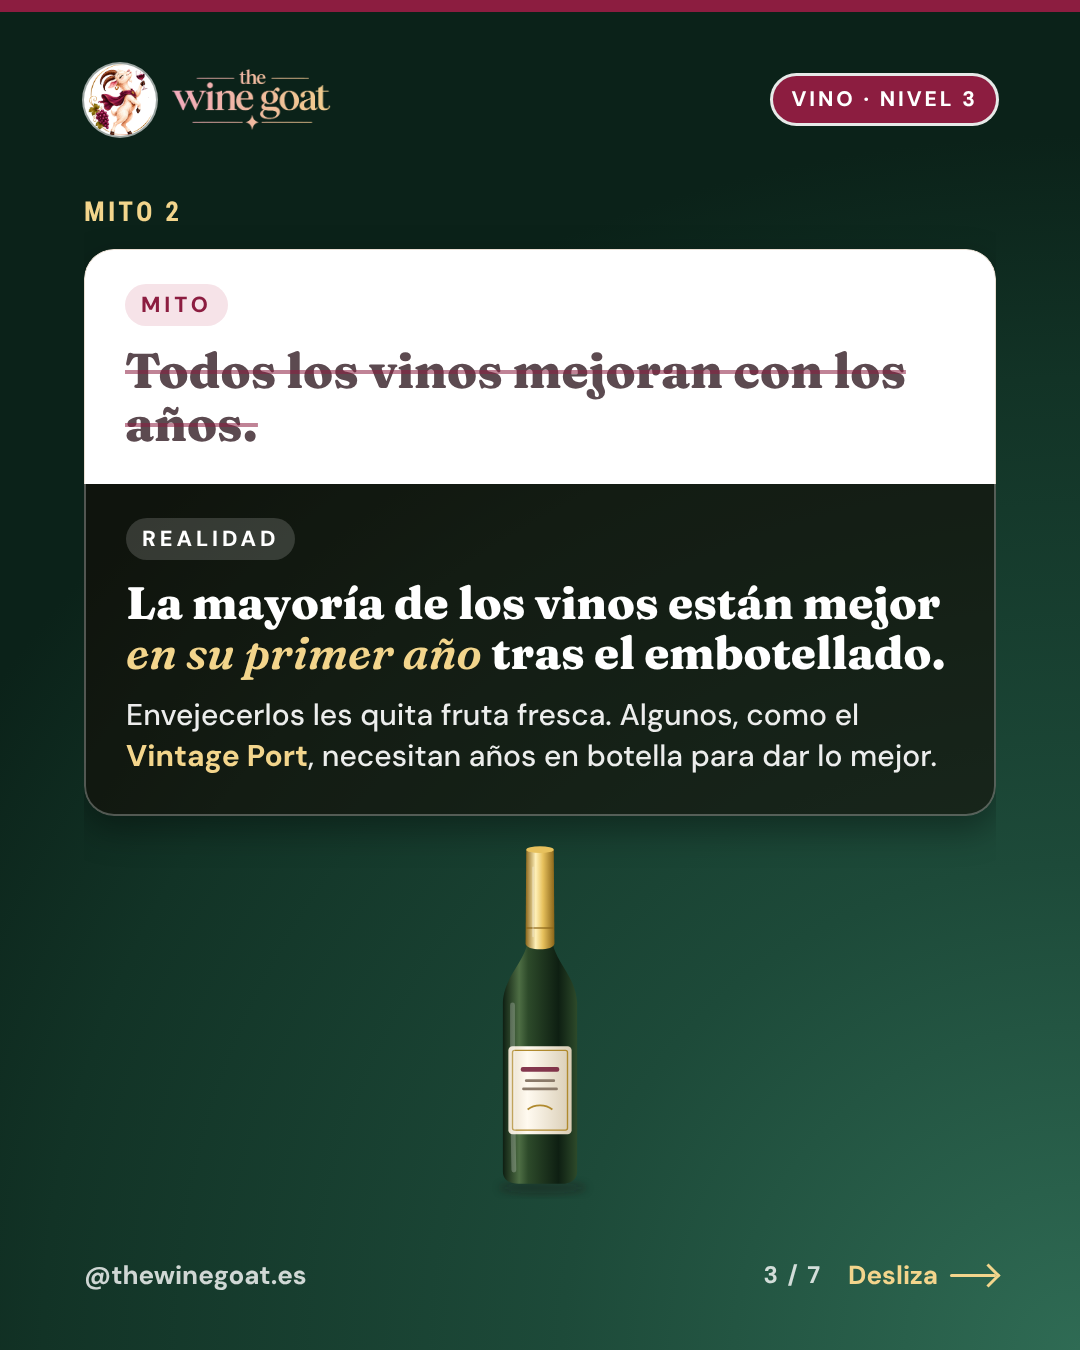 the
wine goat
VINO · NIVEL 3
MITO 2
MITO
Todos los vinos mejoran con los
años.
REALIDAD
La mayoría de los vinos están mejor
en su primer año tras el embotellado.
Envejecerlos les quita fruta fresca. Algunos, como el
Vintage Port, necesitan años en botella para dar lo mejor.
@thewinegoat.es
3 / 7
Desliza